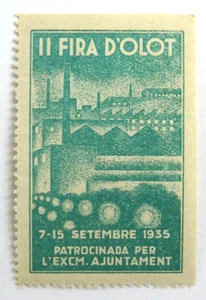 II FIRA D'OLOT
7-15 SETEMBRE 1935
PATROCINADA PER
L'EXCM. AJUNTAMENT